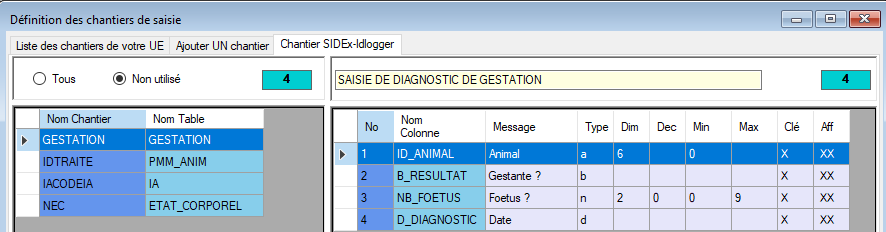 Définition des chantiers de saisie
Liste des chantiers de votre UE Ajouter UN chantier Chantier SIDEx-Idlogger
Tous Non utilisé 4
SAISIE DE DIAGNOSTIC DE GESTATION 4
Nom Chantier Nom Table
GESTATION GESTATION
IDTRAITE PMM_ANIM
IACODEIA IA
NEC ETAT_CORPOREL
No Nom Colonne Message Type Dim Dec Min Max Clé Aff
1 ID_ANIMAL Animal a 6 0 X XX
2 B_RESULTAT Gestante ? b X XX
3 NB_FOETUS Foetus ? n 2 0 0 9 X XX
4 D_DIAGNOSTIC Date d X XX